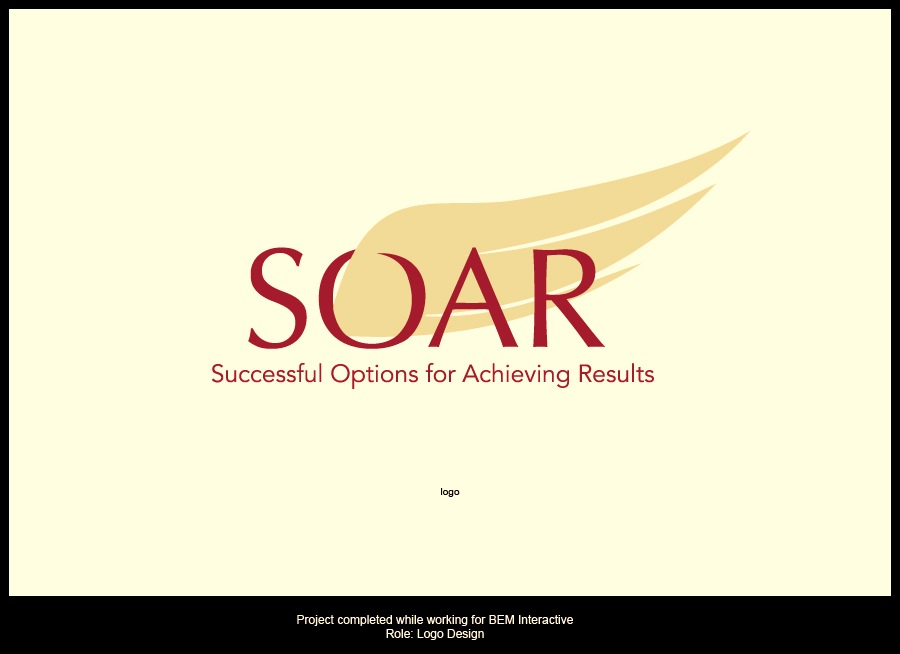 SOAR
Successful Options for Achieving Results
logo
Project completed while working for BEM Interactive
Role: Logo Design